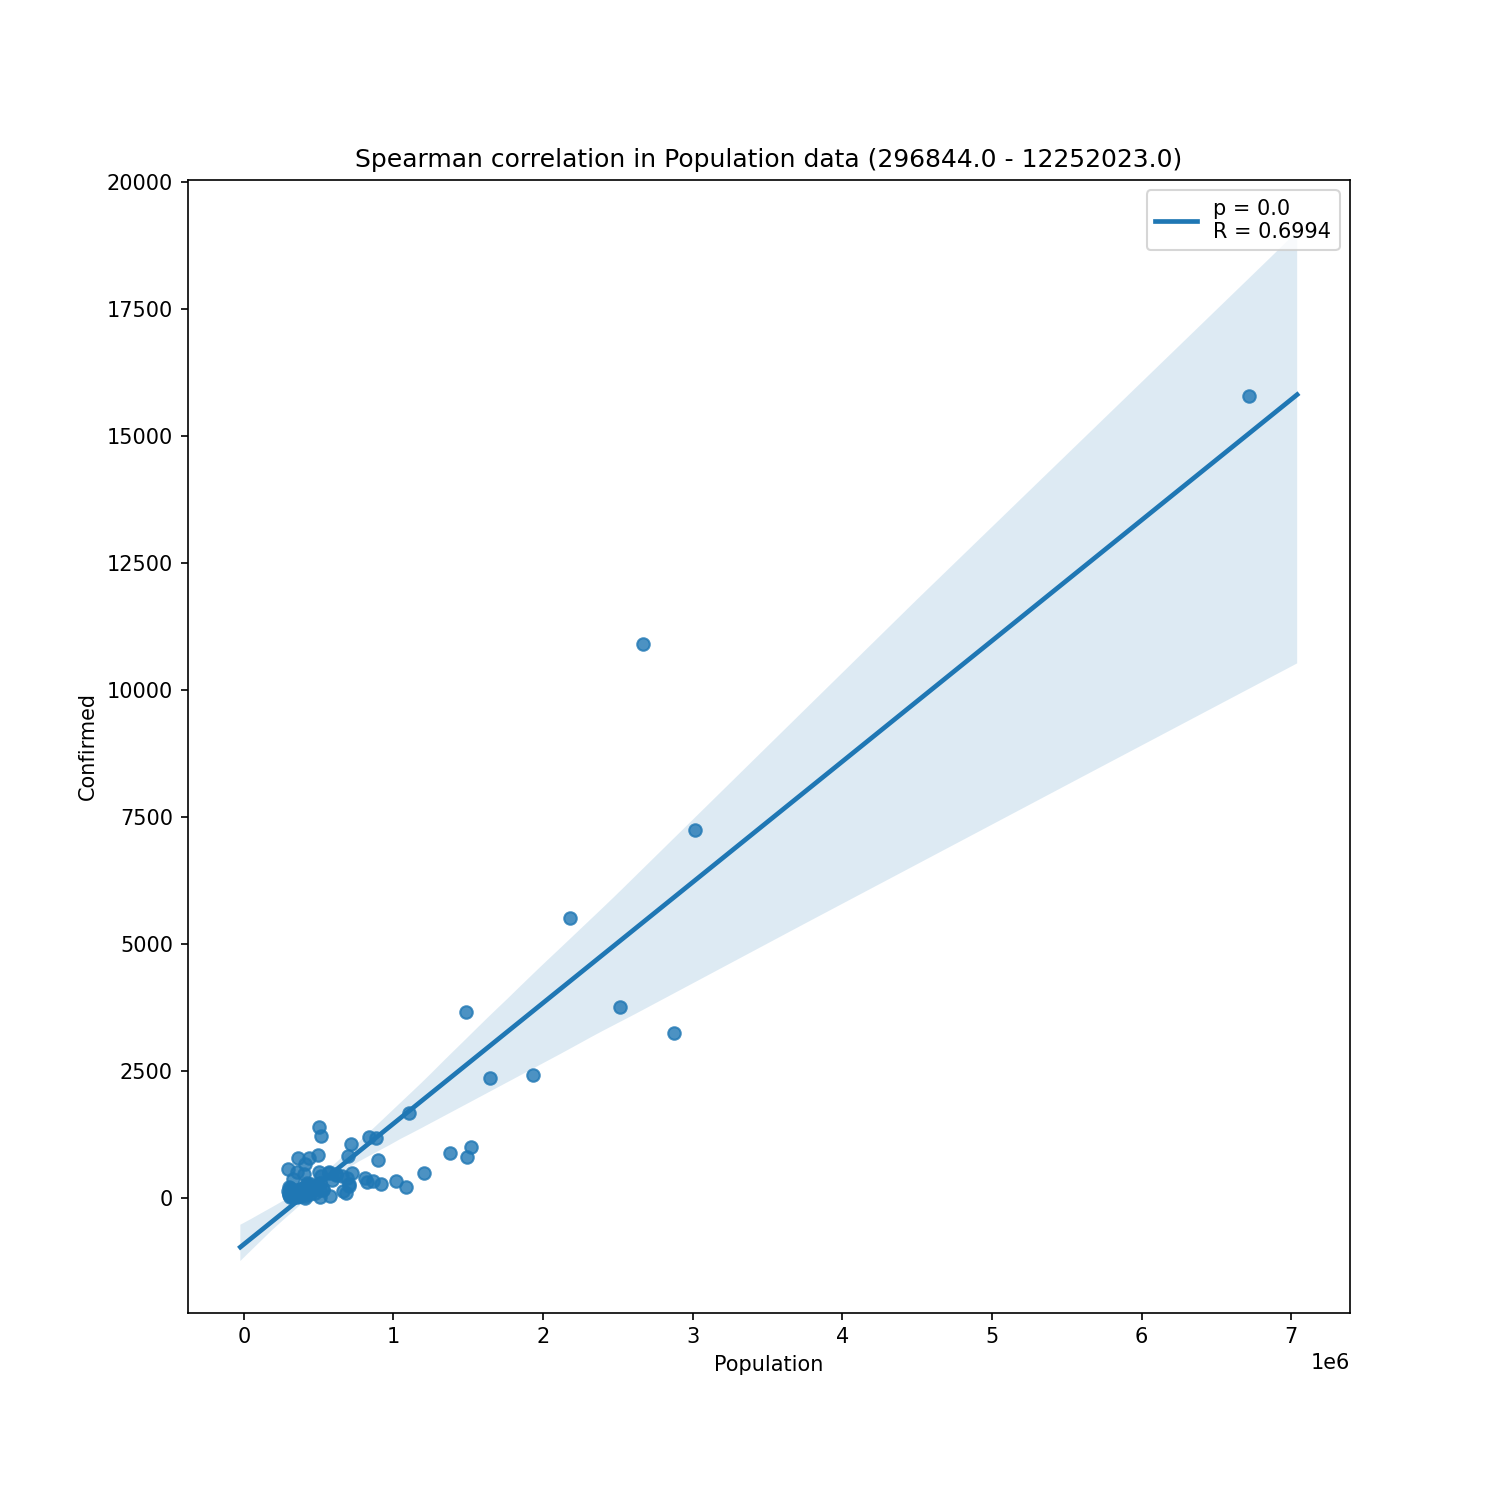 Spearman correlation in Population data (296844.0 - 12252023.0)
20000
17500
15000
12500
10000
7500
5000
2500
0
Confirmed
p = 0.0
R = 0.6994
0 1 2 3 4 5 6 7
1e6
Population